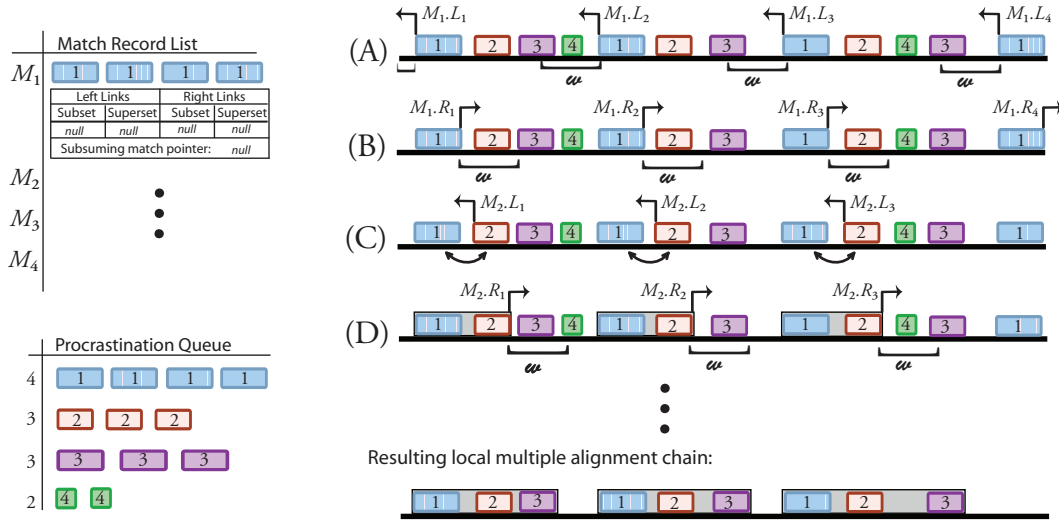 Match Record List
M1 1 1 1 1
Left Links Right Links
Subset Superset Subset Superset
null null null null
Subsuming match pointer: null
M2
M3
M4
Procrastination Queue
4 1 1 1 1
3 2 2 2
3 3 3 3
2 4 4
M1.L1 M1.L2 M1.L3 M1.L4
(A) 1 2 3 4 1 2 3 1 2 4 3 1
w w w
M1.R1 M1.R2 M1.R3 M1.R4
(B) 1 2 3 4 1 2 3 1 2 4 3 1
w w w
M2.L1 M2.L2 M2.L3
(C) 1 2 3 4 1 2 3 1 2 4 3 1
M2.R1 M2.R2 M2.R3
(D) 1 2 3 4 1 2 3 1 2 4 3 1
w w w
Resulting local multiple alignment chain:
1 2 3 1 2 3 1 2 3